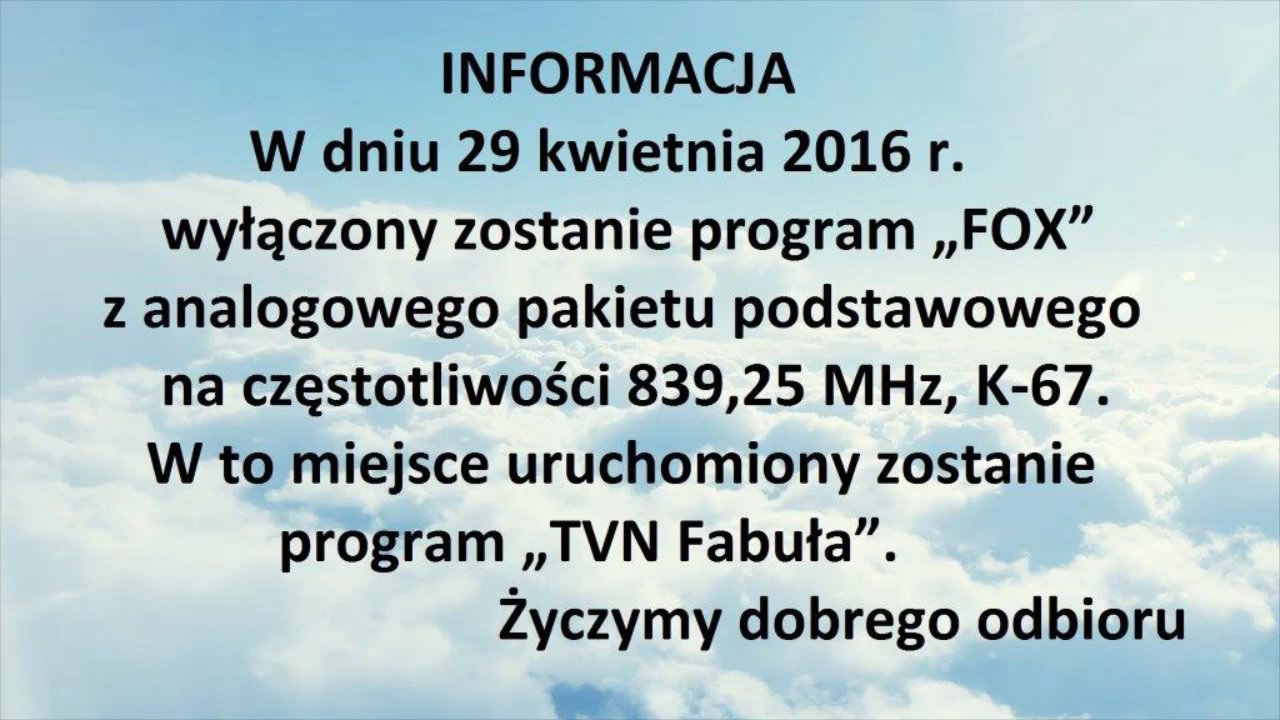 INFORMACJA
W dniu 29 kwietnia 2016 r.
wyłączony zostanie program „FOX”
z analogowego pakietu podstawowego
na częstotliwości 839,25 MHz, K-67.
W to miejsce uruchomiony zostanie
program „TVN Fabuła”.
Życzymy dobrego odbioru